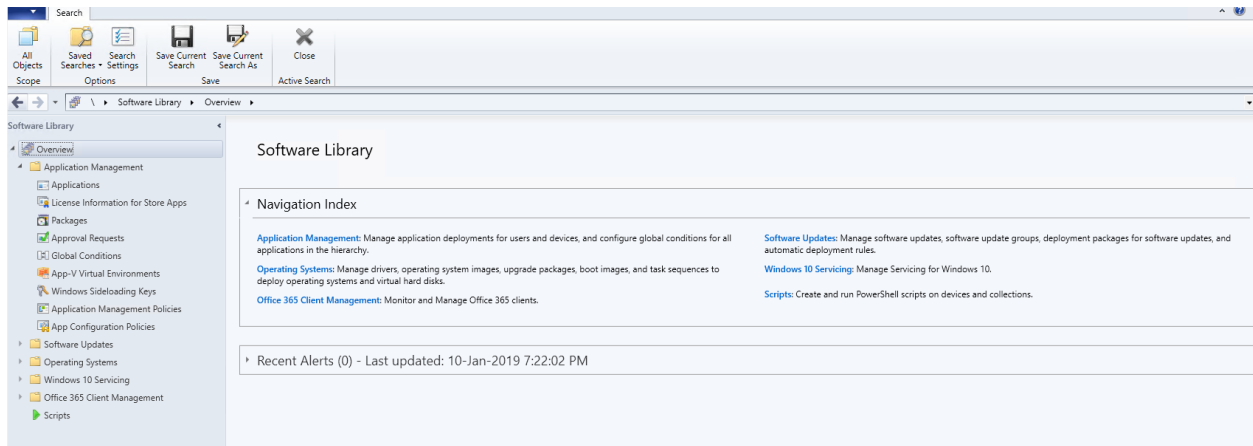 Search
All Objects
Saved Searches
Search Settings
Save Current Search
Save Current Search As
Close
Scope
Options
Save
Active Search
\ Software Library Overview
Software Library
Overview
Application Management
Applications
License Information for Store Apps
Packages
Approval Requests
Global Conditions
App-V Virtual Environments
Windows Sideloading Keys
Application Management Policies
App Configuration Policies
Software Updates
Operating Systems
Windows 10 Servicing
Office 365 Client Management
Scripts
Software Library
Navigation Index
Application Management: Manage application deployments for users and devices, and configure global conditions for all
applications in the hierarchy.
Operating Systems: Manage drivers, operating system images, upgrade packages, boot images, and task sequences to
deploy operating systems and virtual hard disks.
Office 365 Client Management: Monitor and Manage Office 365 clients.
Software Updates: Manage software updates, software update groups, deployment packages for software updates, and
automatic deployment rules.
Windows 10 Servicing: Manage Servicing for Windows 10.
Scripts: Create and run PowerShell scripts on devices and collections.
Recent Alerts (0) - Last updated: 10-Jan-2019 7:22:02 PM